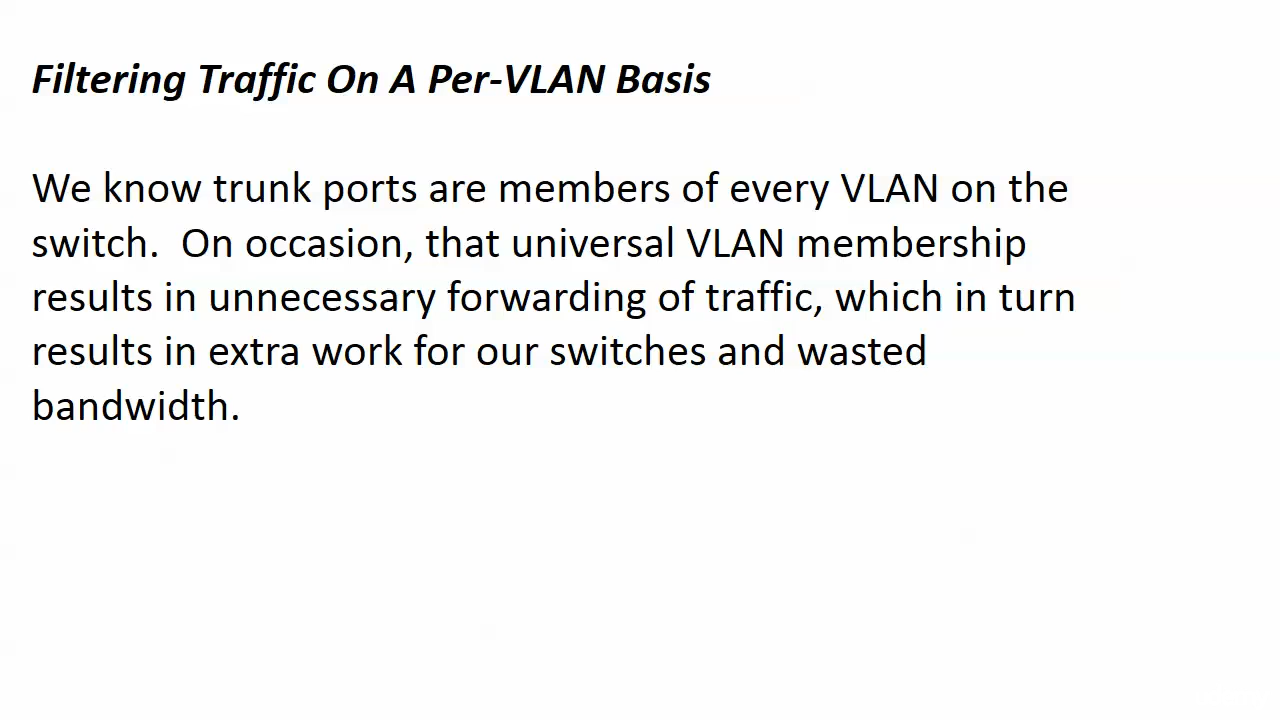 Filtering Traffic On A Per-VLAN Basis
We know trunk ports are members of every VLAN on the
switch.  On occasion, that universal VLAN membership
results in unnecessary forwarding of traffic, which in turn
results in extra work for our switches and wasted
bandwidth.